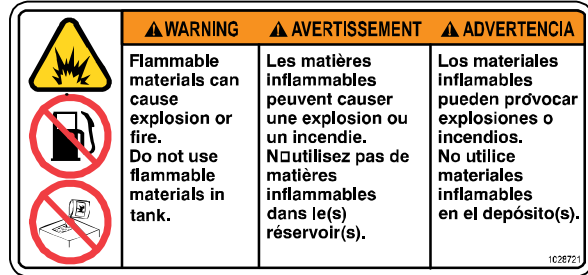 ⚠ WARNING
Flammable
materials can
cause
explosion or
fire.
Do not use
flammable
materials in
tank.
⚠ AVERTISSEMENT
Les matières
inflammables
peuvent causer
une explosion ou
un incendie.
N□utilisez pas de
matières
inflammables
dans le(s)
réservoir(s).
⚠ ADVERTENCIA
Los materiales
inflamables
pueden provocar
explosiones o
incendios.
No utilice
materiales
inflamables
en el depósito(s).
1028721